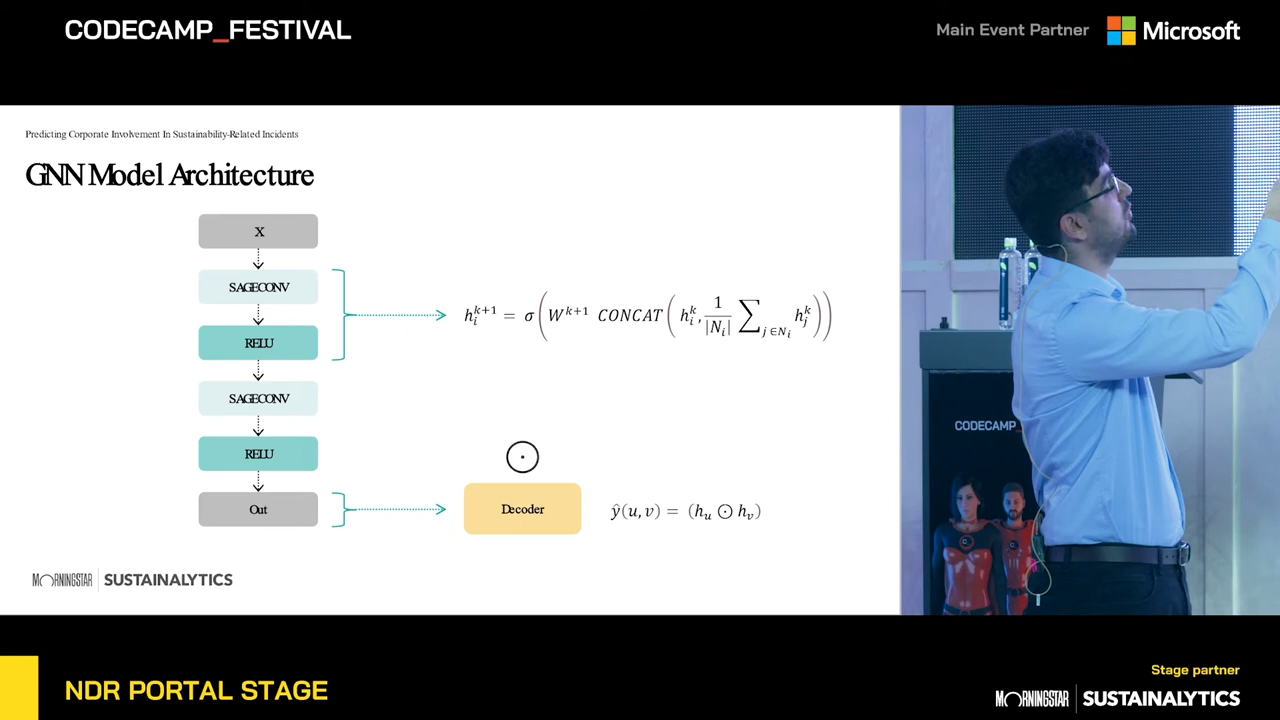 CODECAMP_FESTIVAL
Main Event Partner Microsoft
Predicting Corporate Involvement In Sustainability-Related Incidents
GNN Model Architecture
X
SAGECONV
RELU
SAGECONV
RELU
Out
h_i^{k+1} = σ(W^{k+1} CONCAT(h_i^k, 1/|N_i| ∑_{j∈N_i} h_j^k))
⊙
Decoder
ŷ(u, v) = (h_u ⊙ h_v)
MORNINGSTAR | SUSTAINALYTICS
CODECAMP_
NDR PORTAL STAGE
Stage partner
MORNINGSTAR | SUSTAINALYTICS